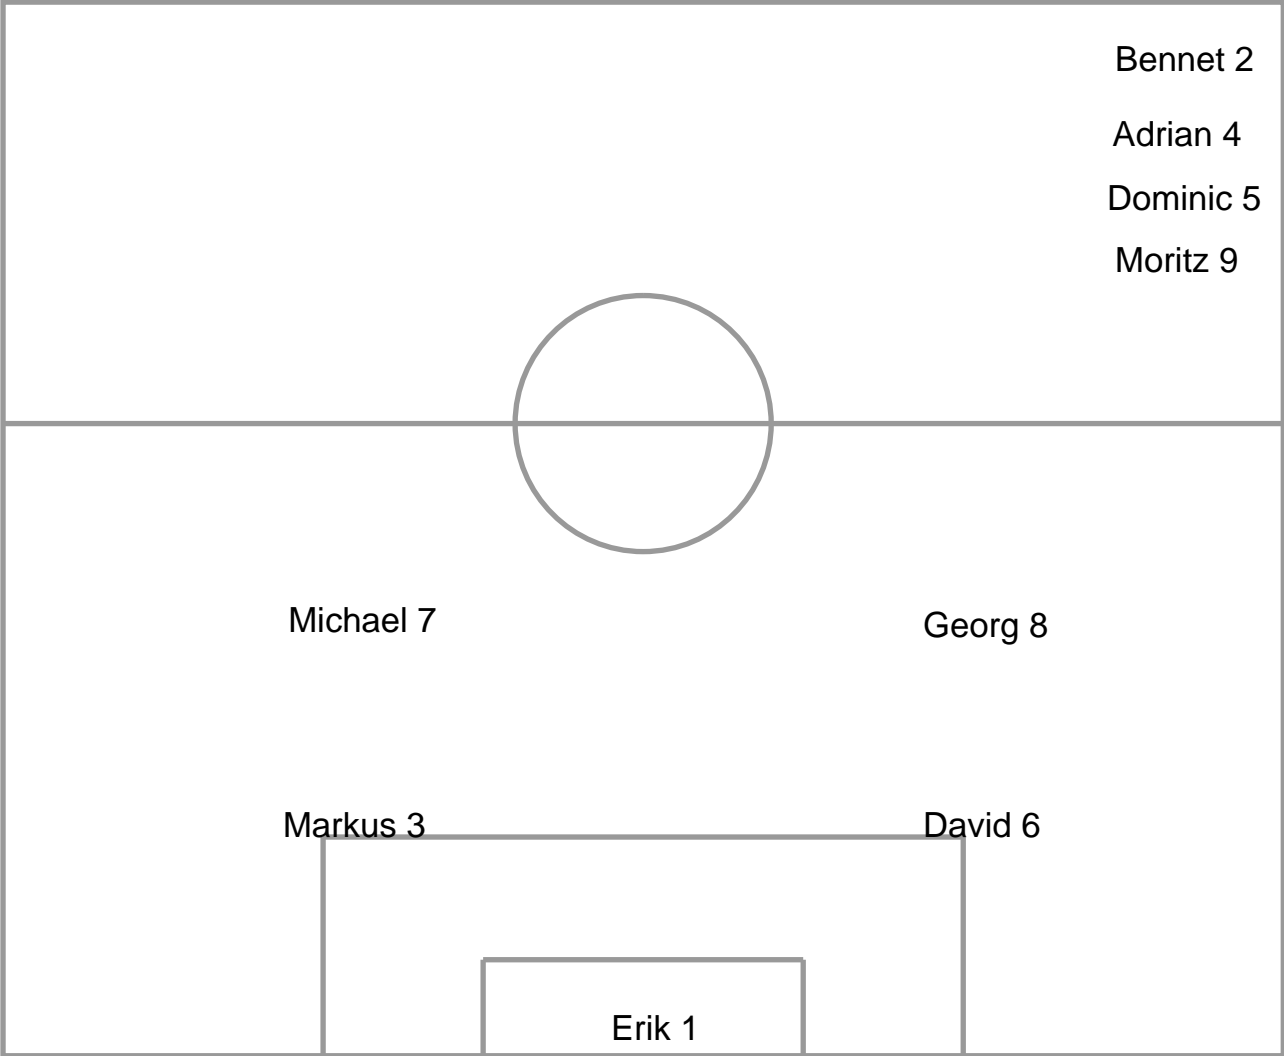 Bennet 2
Adrian 4
Dominic 5
Moritz 9
Michael 7
Georg 8
Markus 3
David 6
Erik 1